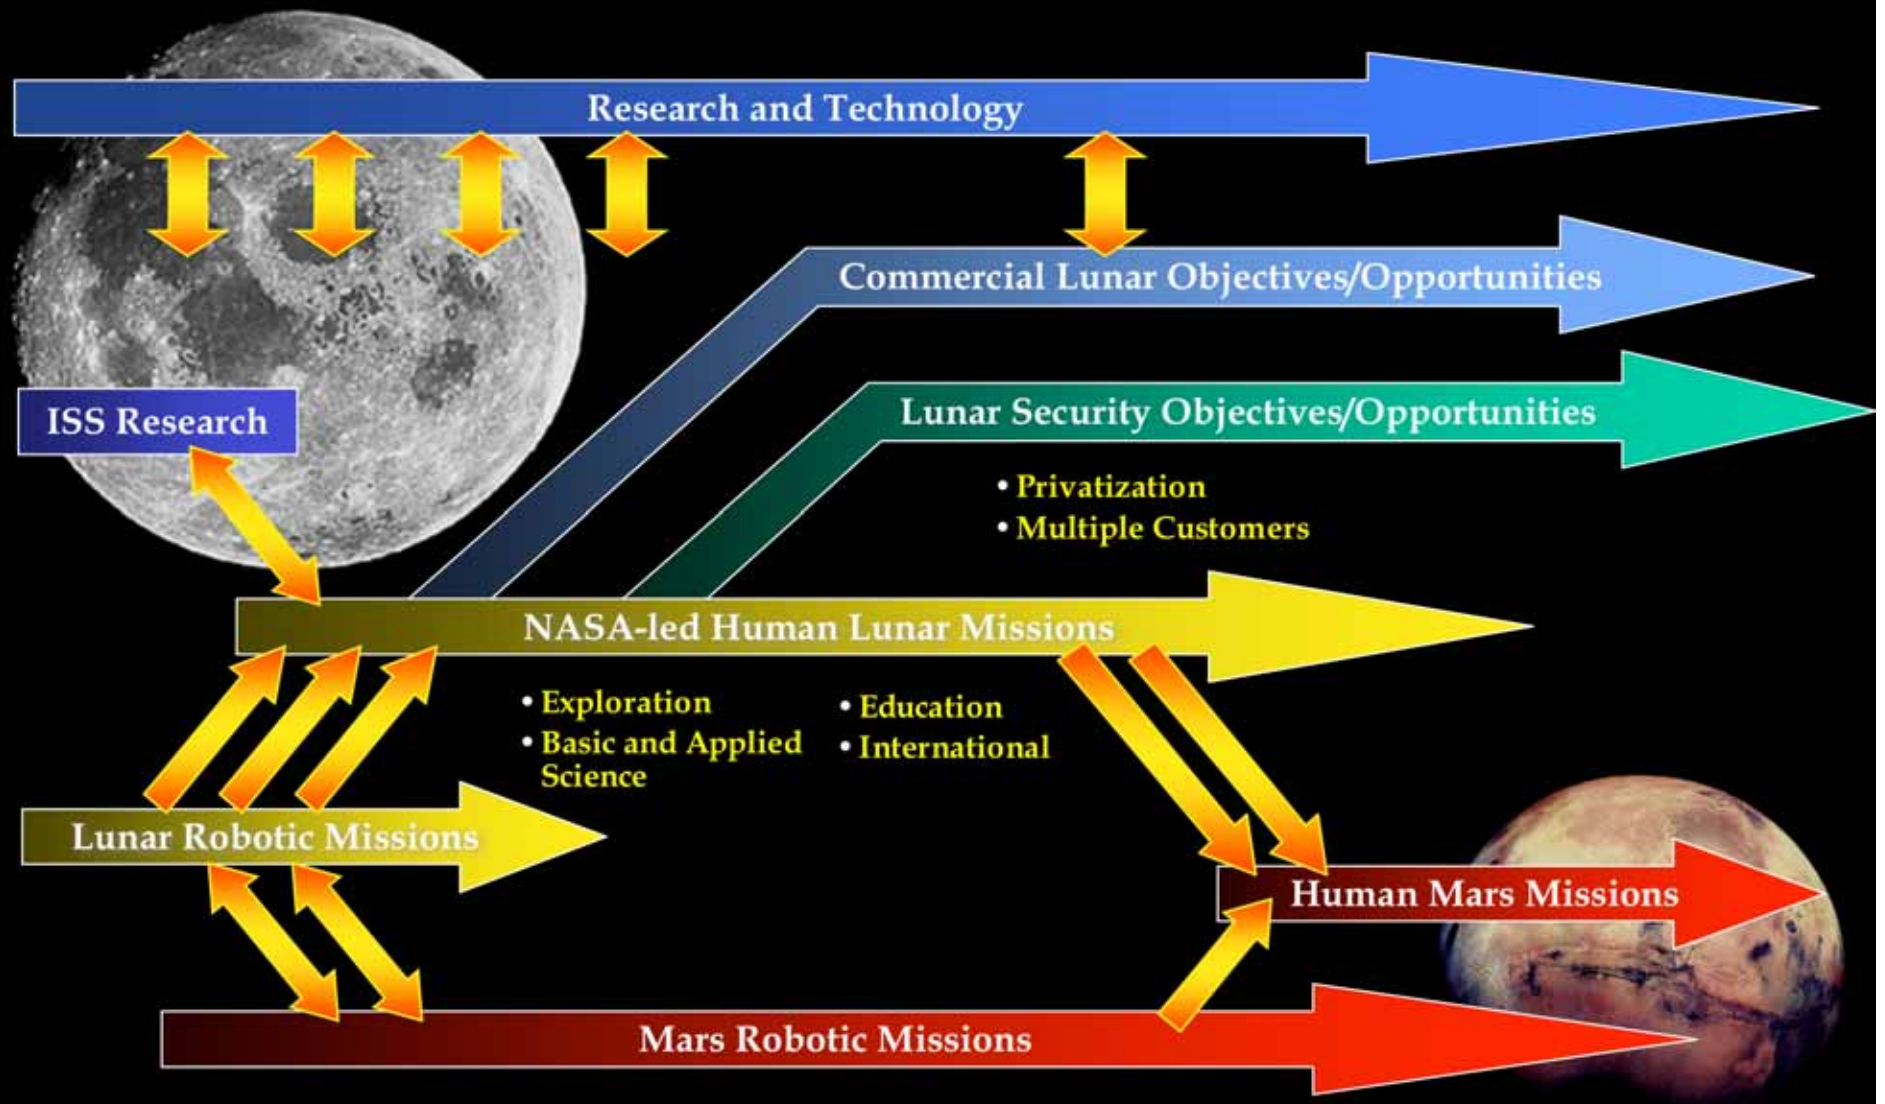 Research and Technology
Commercial Lunar Objectives/Opportunities
Lunar Security Objectives/Opportunities
ISS Research
• Privatization
• Multiple Customers
NASA-led Human Lunar Missions
• Exploration
• Basic and Applied
Science
• Education
• International
Lunar Robotic Missions
Human Mars Missions
Mars Robotic Missions